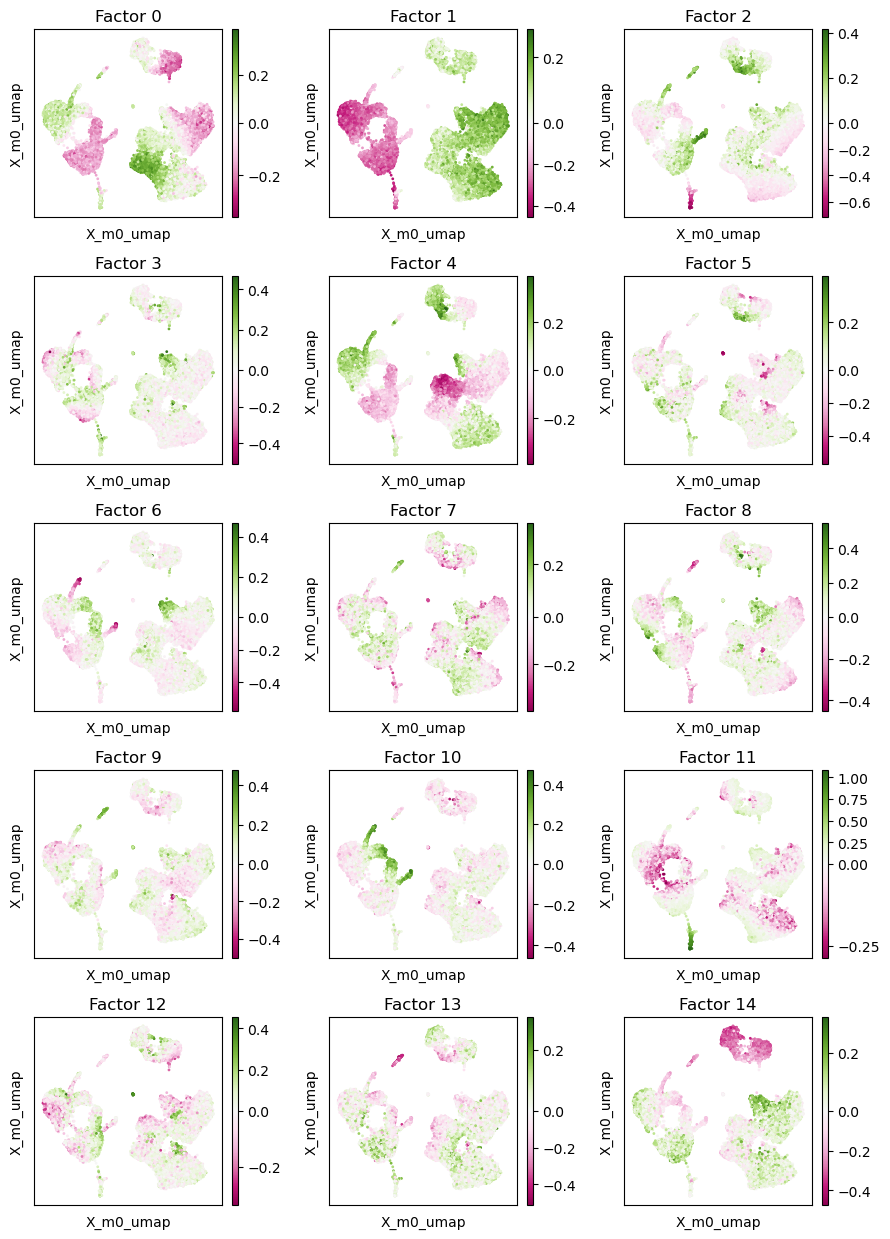 Factor 0
X_m0_umap
X_m0_umap
0.2
0.0
−0.2
Factor 1
X_m0_umap
X_m0_umap
0.2
0.0
−0.2
−0.4
Factor 2
X_m0_umap
X_m0_umap
0.4
0.2
0.0
−0.2
−0.4
−0.6
Factor 3
X_m0_umap
X_m0_umap
0.4
0.2
0.0
−0.2
−0.4
Factor 4
X_m0_umap
X_m0_umap
0.2
0.0
−0.2
Factor 5
X_m0_umap
X_m0_umap
0.2
0.0
−0.2
−0.4
Factor 6
X_m0_umap
X_m0_umap
0.4
0.2
0.0
−0.2
−0.4
Factor 7
X_m0_umap
X_m0_umap
0.2
0.0
−0.2
Factor 8
X_m0_umap
X_m0_umap
0.4
0.2
0.0
−0.2
−0.4
Factor 9
X_m0_umap
X_m0_umap
0.4
0.2
0.0
−0.2
−0.4
Factor 10
X_m0_umap
X_m0_umap
0.4
0.2
0.0
−0.2
−0.4
Factor 11
X_m0_umap
X_m0_umap
1.00
0.75
0.50
0.25
0.00
−0.25
Factor 12
X_m0_umap
X_m0_umap
0.4
0.2
0.0
−0.2
Factor 13
X_m0_umap
X_m0_umap
0.2
0.0
−0.2
−0.4
Factor 14
X_m0_umap
X_m0_umap
0.2
0.0
−0.2
−0.4